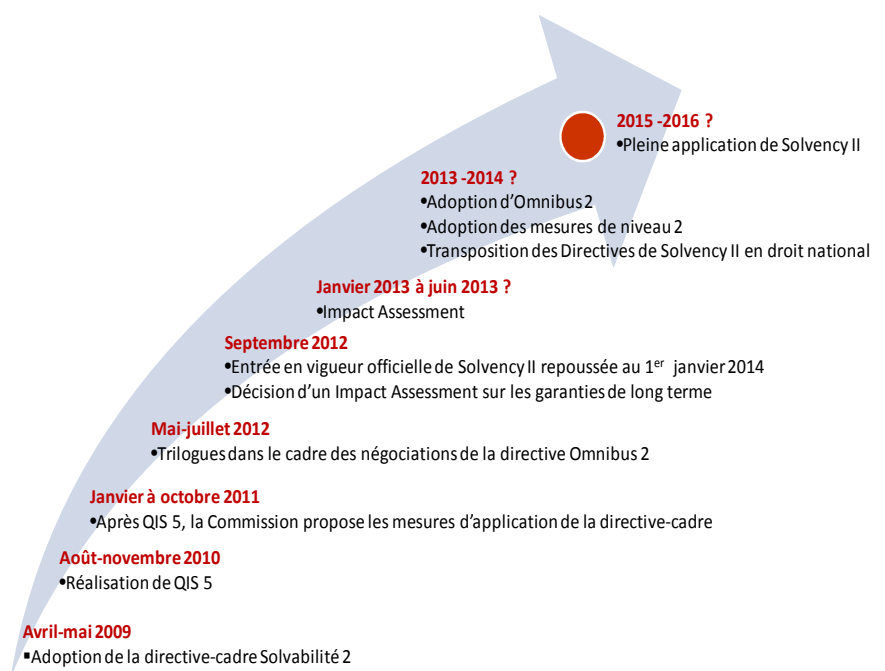 2015 -2016 ?
•Pleine application de Solvency II
2013 -2014 ?
•Adoption d’Omnibus 2
•Adoption des mesures de niveau 2
•Transposition des Directives de Solvency II en droit national
Janvier 2013 à juin 2013 ?
•Impact Assessment
Septembre 2012
•Entrée en vigueur officielle de Solvency II repoussée au 1er janvier 2014
•Décision d’un Impact Assessment sur les garanties de long terme
Mai-juillet 2012
•Trilogues dans le cadre des négociations de la directive Omnibus 2
Janvier à octobre 2011
•Après QIS 5, la Commission propose les mesures d’application de la directive-cadre
Août-novembre 2010
•Réalisation de QIS 5
Avril-mai 2009
▪Adoption de la directive-cadre Solvabilité 2